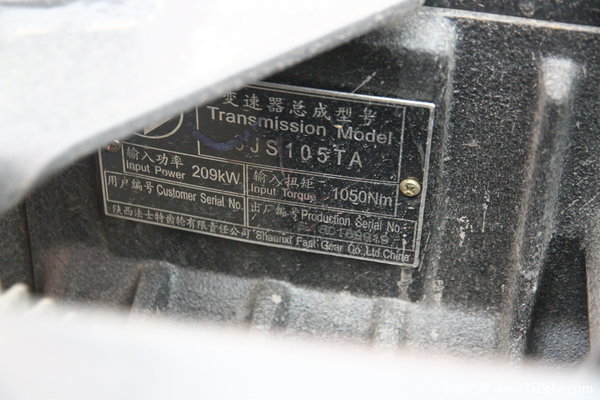 变速器总成型号
Transmission Model
JS105TA
输入功率 209kW 输入扭矩 1050Nm
Input Power Input Torque
用户编号 Customer Serial No. 出厂编号 Production Serial No.
陕西法士特齿轮有限责任公司 Shaanxi Fast Gear Co.,Ltd.China